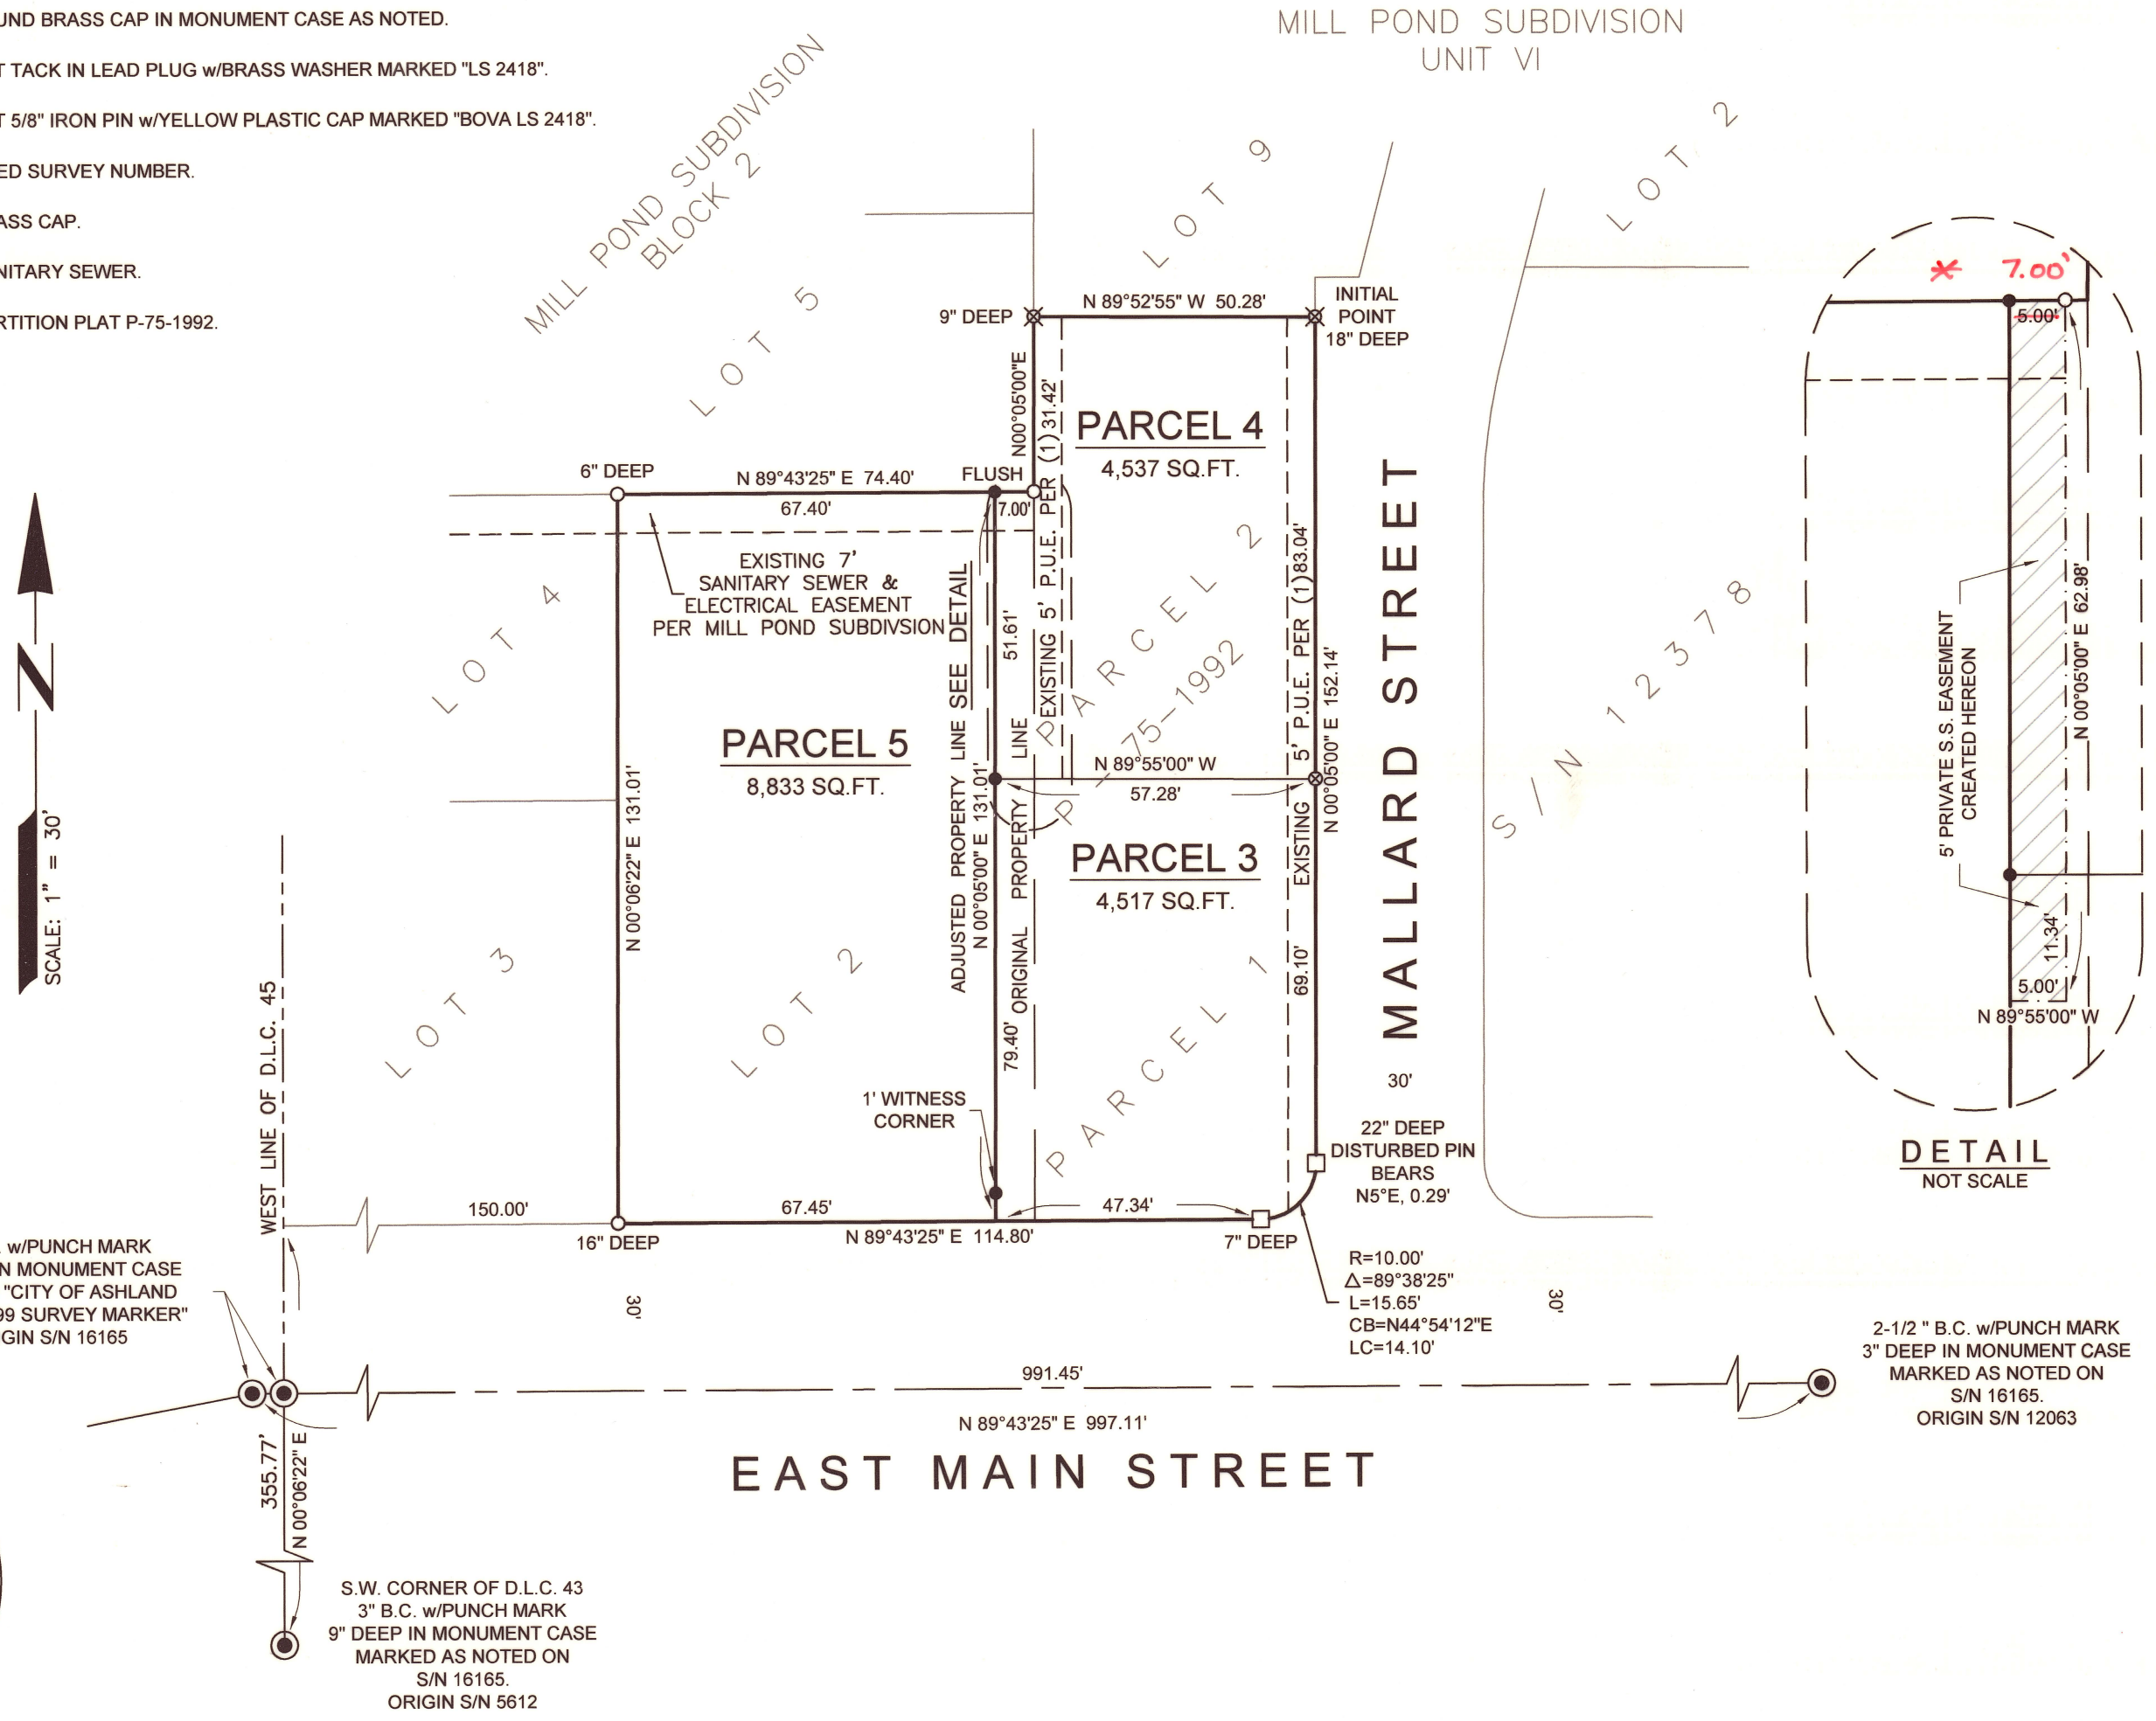 UND BRASS CAP IN MONUMENT CASE AS NOTED.
T TACK IN LEAD PLUG w/BRASS WASHER MARKED "LS 2418".
T 5/8" IRON PIN w/YELLOW PLASTIC CAP MARKED "BOVA LS 2418".
ED SURVEY NUMBER.
ASS CAP.
NITARY SEWER.
RTITION PLAT P-75-1992.
MILL POND SUBDIVISION
UNIT VI
MILL POND SUBDIVISION
BLOCK 2
LOT 9
LOT 2
LOT 5
9" DEEP
N 89°52'55" W 50.28'
INITIAL
POINT
18" DEEP
N00°05'00"E
31.42'
PARCEL 4
4,537 SQ.FT.
6" DEEP
N 89°43'25" E 74.40'
FLUSH
67.40'
7.00'
EXISTING 7'
SANITARY SEWER &
ELECTRICAL EASEMENT
PER MILL POND SUBDIVSION
SEE DETAIL
ADJUSTED PROPERTY LINE
N 00°05'00" E 131.01'
51.61'
EXISTING 5' P.U.E. PER (1)
ORIGINAL PROPERTY LINE
PARCEL 2
P-75-1992
EXISTING 5' P.U.E. PER (1)
83.04'
N 00°05'00" E 152.14'
MALLARD STREET
S/N 12378
LOT 4
PARCEL 5
8,833 SQ.FT.
N 89°55'00" W
57.28'
PARCEL 3
4,517 SQ.FT.
N 00°06'22" E 131.01'
LOT 3
LOT 2
79.40'
PARCEL 1
69.10'
30'
N
SCALE: 1" = 30'
WEST LINE OF D.L.C. 45
1' WITNESS
CORNER
22" DEEP
DISTURBED PIN
BEARS
N5°E, 0.29'
150.00'
67.45'
47.34'
16" DEEP
N 89°43'25" E 114.80'
7" DEEP
R=10.00'
Δ=89°38'25"
L=15.65'
CB=N44°54'12"E
LC=14.10'
30'
30'
w/PUNCH MARK
N MONUMENT CASE
"CITY OF ASHLAND
99 SURVEY MARKER"
GIN S/N 16165
991.45'
N 89°43'25" E 997.11'
EAST MAIN STREET
2-1/2 " B.C. w/PUNCH MARK
3" DEEP IN MONUMENT CASE
MARKED AS NOTED ON
S/N 16165.
ORIGIN S/N 12063
355.77'
N 00°06'22" E
S.W. CORNER OF D.L.C. 43
3" B.C. w/PUNCH MARK
9" DEEP IN MONUMENT CASE
MARKED AS NOTED ON
S/N 16165.
ORIGIN S/N 5612
* 7.00'
5.00'
5' PRIVATE S.S. EASEMENT
CREATED HEREON
N 00°05'00" E 62.98'
11.34'
5.00'
N 89°55'00" W
DETAIL
NOT SCALE